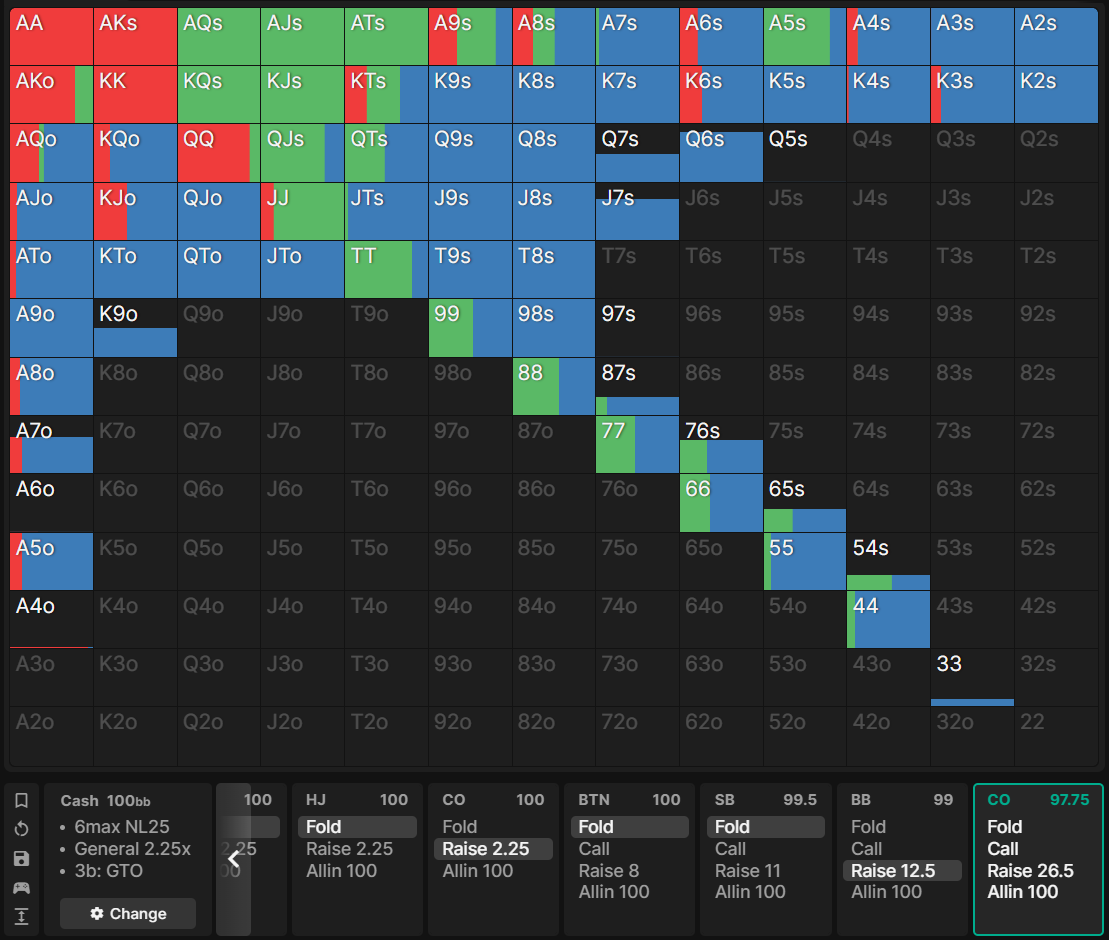 AA AKs AQs AJs ATs A9s A8s A7s A6s A5s A4s A3s A2s
AKo KK KQs KJs KTs K9s K8s K7s K6s K5s K4s K3s K2s
AQo KQo QQ QJs QTs Q9s Q8s Q7s Q6s Q5s Q4s Q3s Q2s
AJo KJo QJo JJ JTs J9s J8s J7s J6s J5s J4s J3s J2s
ATo KTo QTo JTo TT T9s T8s T7s T6s T5s T4s T3s T2s
A9o K9o Q9o J9o T9o 99 98s 97s 96s 95s 94s 93s 92s
A8o K8o Q8o J8o T8o 98o 88 87s 86s 85s 84s 83s 82s
A7o K7o Q7o J7o T7o 97o 87o 77 76s 75s 74s 73s 72s
A6o K6o Q6o J6o T6o 96o 86o 76o 66 65s 64s 63s 62s
A5o K5o Q5o J5o T5o 95o 85o 75o 65o 55 54s 53s 52s
A4o K4o Q4o J4o T4o 94o 84o 74o 64o 54o 44 43s 42s
A3o K3o Q3o J3o T3o 93o 83o 73o 63o 53o 43o 33 32s
A2o K2o Q2o J2o T2o 92o 82o 72o 62o 52o 42o 32o 22
Cash 100bb
• 6max NL25
• General 2.25x
• 3b: GTO
Change
100
2.25
00
HJ 100
Fold
Raise 2.25
Allin 100
CO 100
Fold
Raise 2.25
Allin 100
BTN 100
Fold
Call
Raise 8
Allin 100
SB 99.5
Fold
Call
Raise 11
Allin 100
BB 99
Fold
Call
Raise 12.5
Allin 100
CO 97.75
Fold
Call
Raise 26.5
Allin 100